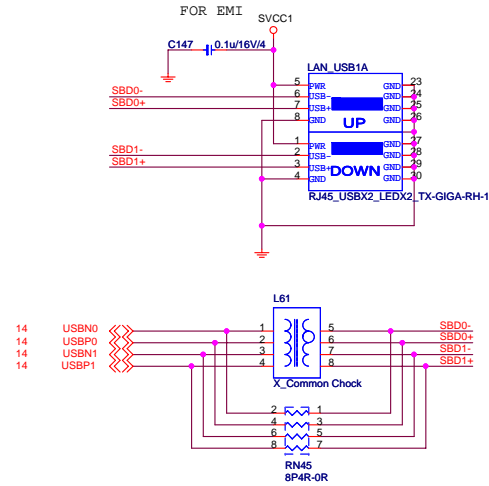 FOR EMI
SVCC1
C147 0.1u/16V/4
LAN_USB1A
5 PWR GND 23
SBD0- 6 USB- GND 24
SBD0+ 7 USB+ GND 25
8 GND GND 26
UP
1 PWR GND 27
SBD1- 2 USB- GND 28
SBD1+ 3 USB+ GND 29
4 GND GND 30
DOWN
RJ45_USBX2_LEDX2_TX-GIGA-RH-1
L61
14 USBN0 1 5 SBD0-
14 USBP0 2 6 SBD0+
14 USBN1 3 7 SBD1-
14 USBP1 4 8 SBD1+
X_Common Chock
2 1
4 3
6 5
8 7
RN45
8P4R-0R